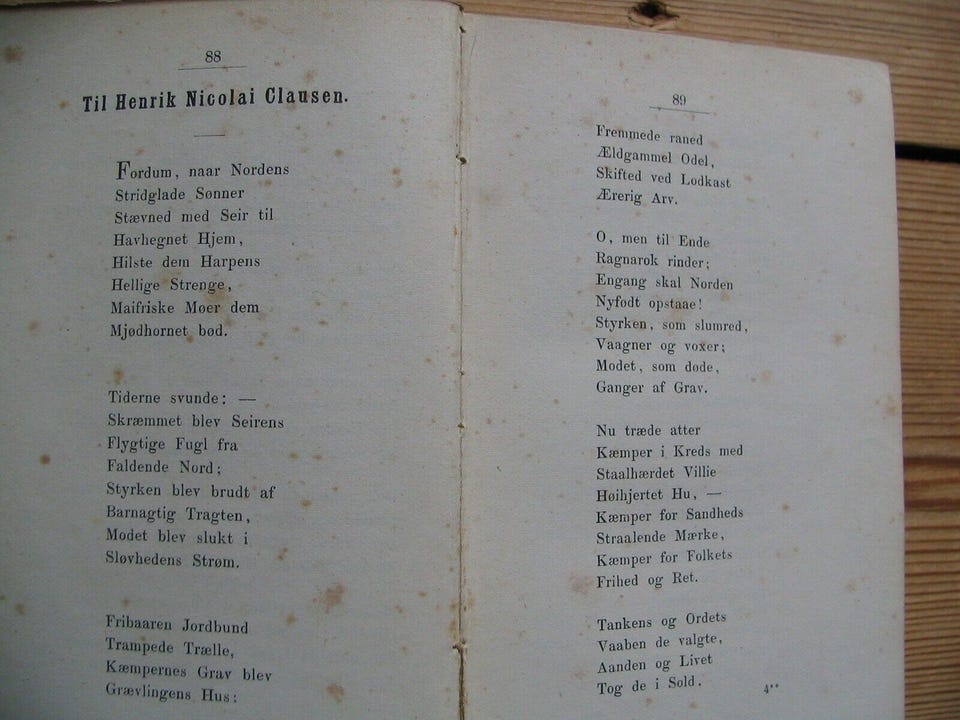 88
Til Henrik Nicolai Clausen.
Fordum, naar Nordens
Stridglade Sønner
Stævned med Seir til
Havhegnet Hjem,
Hilste dem Harpens
Hellige Strenge,
Maifriske Møer dem
Mjødhornet bød.
Tiderne svunde: —
Skræmmet blev Seirens
Flygtige Fugl fra
Faldende Nord;
Styrken blev brudt af
Barnagtig Tragten,
Modet blev slukt i
Sløvhedens Strøm.
Fribaaren Jordbund
Trampede Trælle,
Kæmpernes Grav blev
Grævlingens Hus:
89
Fremmede raned
Ældgammel Odel,
Skifted ved Lodkast
Ærerig Arv.
O, men til Ende
Ragnarok rinder;
Engang skal Norden
Nyfødt opstaae!
Styrken, som slumred,
Vaagner og voxer;
Modet, som døde,
Ganger af Grav.
Nu træde atter
Kæmper i Kreds med
Staalhærdet Villie
Høihjertet Hu, —
Kæmper for Sandheds
Straalende Mærke,
Kæmper for Folkets
Frihed og Ret.
Tankens og Ordets
Vaaben de valgte,
Aanden og Livet
Tog de i Sold.
4**